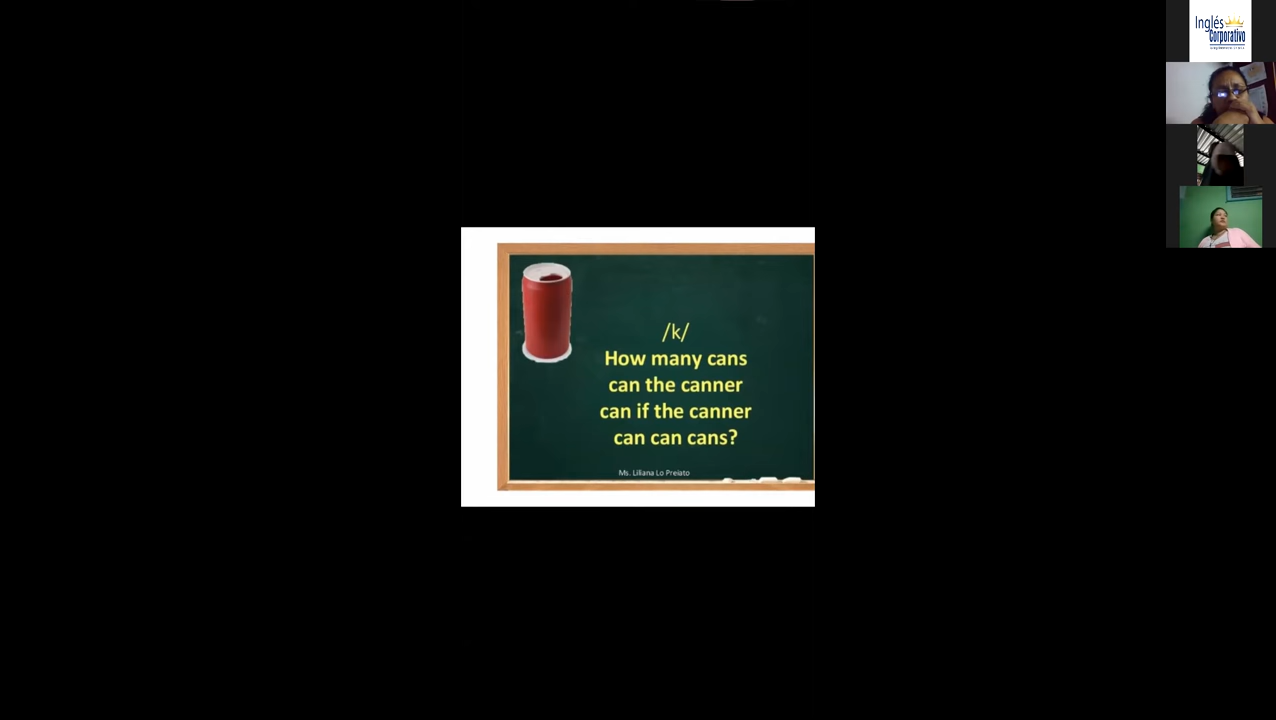 Inglés
Corporativo
/k/
How many cans
can the canner
can if the canner
can can cans?
Ms. Liliana Lo Preiato